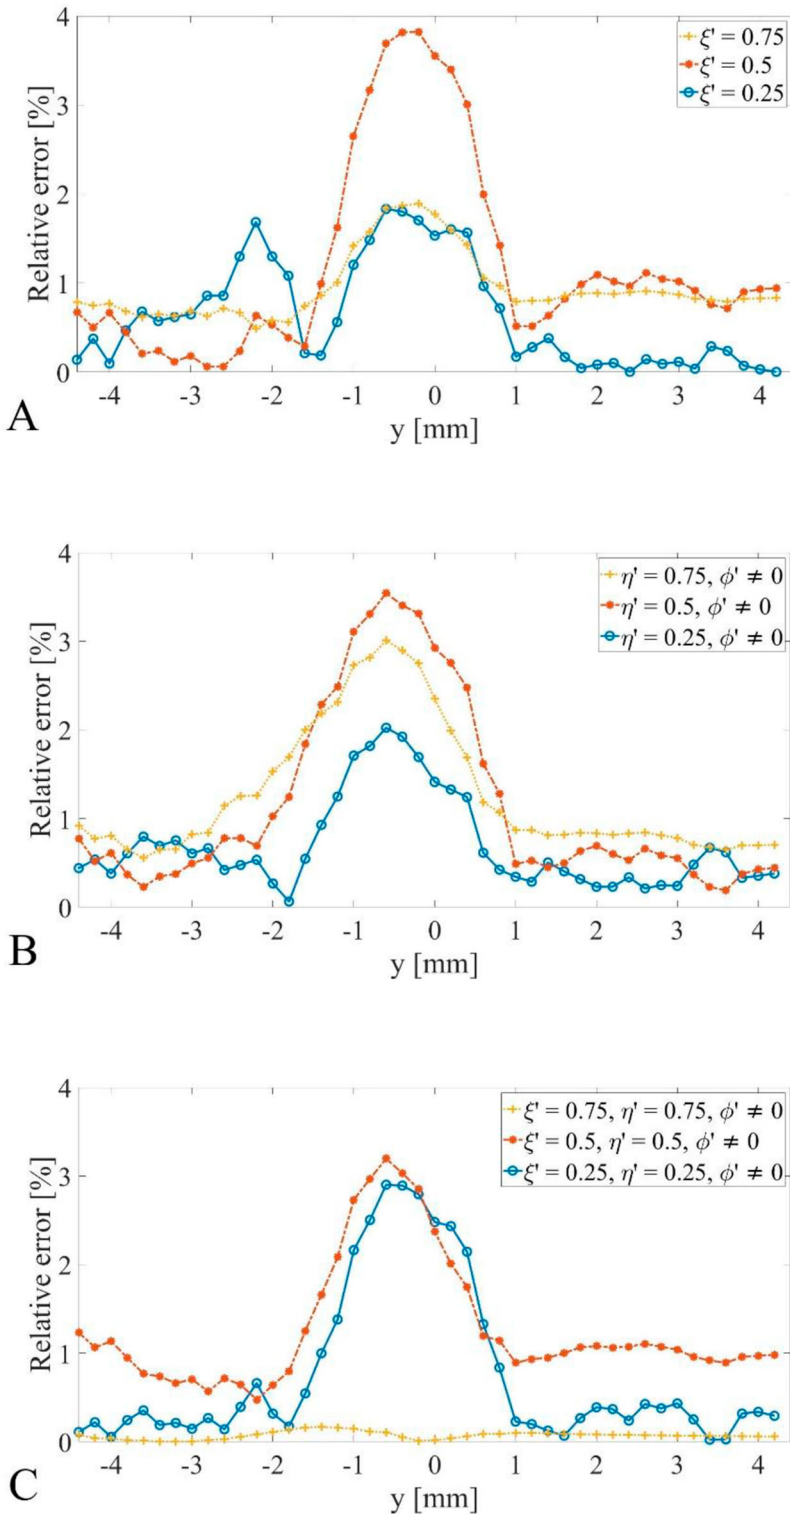 4
ξ' = 0.75
ξ' = 0.5
ξ' = 0.25
3
2
1
0
Relative error [%]
-4 -3 -2 -1 0 1 2 3 4
y [mm]
A
4
η' = 0.75, ϕ' ≠ 0
η' = 0.5, ϕ' ≠ 0
η' = 0.25, ϕ' ≠ 0
3
2
1
0
Relative error [%]
-4 -3 -2 -1 0 1 2 3 4
y [mm]
B
4
ξ' = 0.75, η' = 0.75, ϕ' ≠ 0
ξ' = 0.5, η' = 0.5, ϕ' ≠ 0
ξ' = 0.25, η' = 0.25, ϕ' ≠ 0
3
2
1
0
Relative error [%]
-4 -3 -2 -1 0 1 2 3 4
y [mm]
C